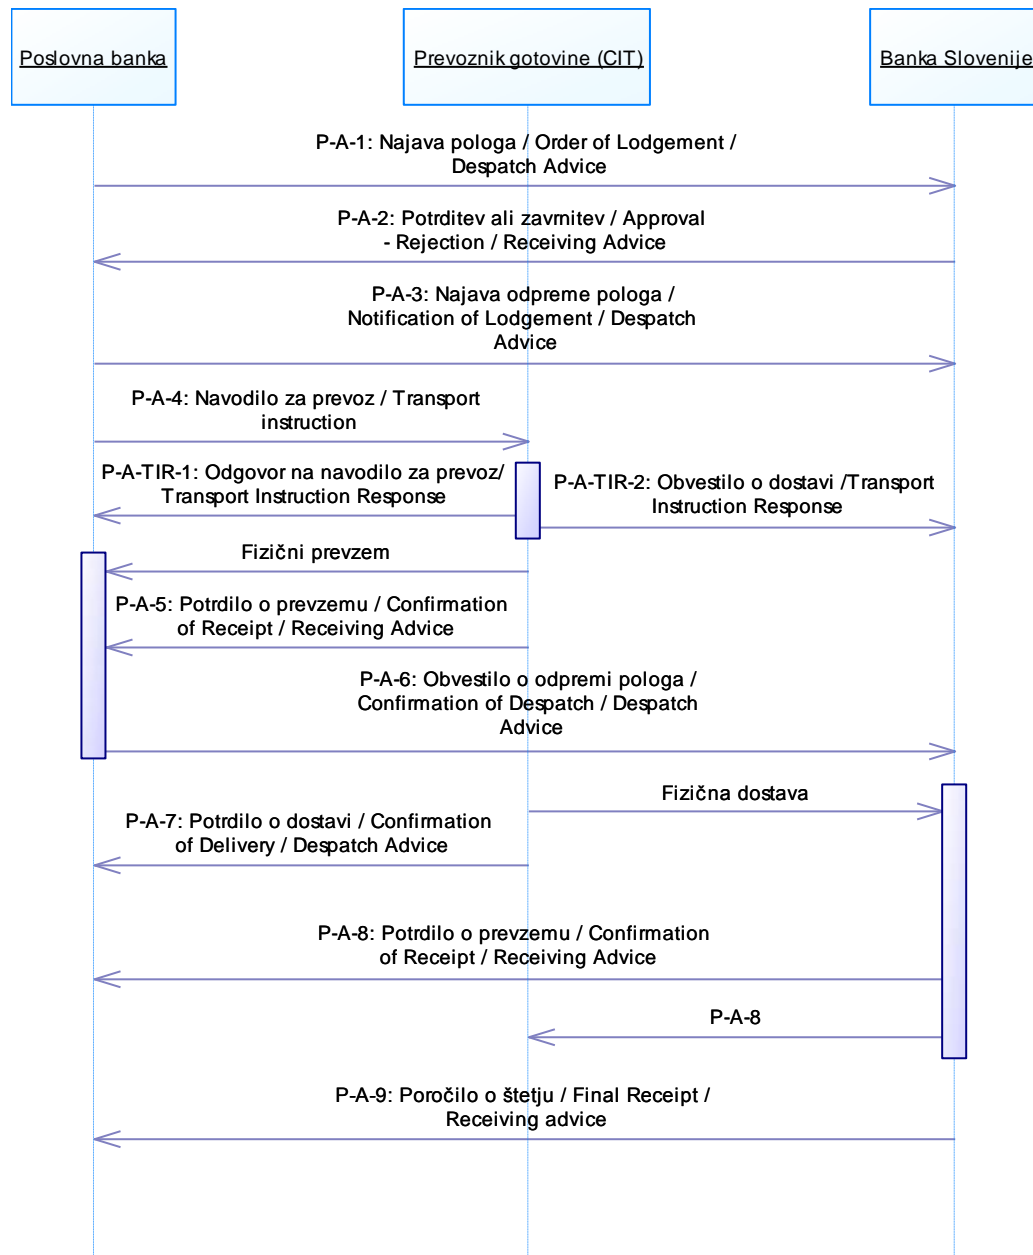 Poslovna banka
Prevoznik gotovine (CIT)
Banka Slovenije
P-A-1: Najava pologa / Order of Lodgement /
Despatch Advice
P-A-2: Potrditev ali zavrnitev / Approval
- Rejection / Receiving Advice
P-A-3: Najava odpreme pologa /
Notification of Lodgement / Despatch
Advice
P-A-4: Navodilo za prevoz / Transport
instruction
P-A-TIR-1: Odgovor na navodilo za prevoz/
Transport Instruction Response
P-A-TIR-2: Obvestilo o dostavi /Transport
Instruction Response
Fizični prevzem
P-A-5: Potrdilo o prevzemu / Confirmation
of Receipt / Receiving Advice
P-A-6: Obvestilo o odpremi pologa /
Confirmation of Despatch / Despatch
Advice
Fizična dostava
P-A-7: Potrdilo o dostavi / Confirmation
of Delivery / Despatch Advice
P-A-8: Potrdilo o prevzemu / Confirmation
of Receipt / Receiving Advice
P-A-8
P-A-9: Poročilo o štetju / Final Receipt /
Receiving advice